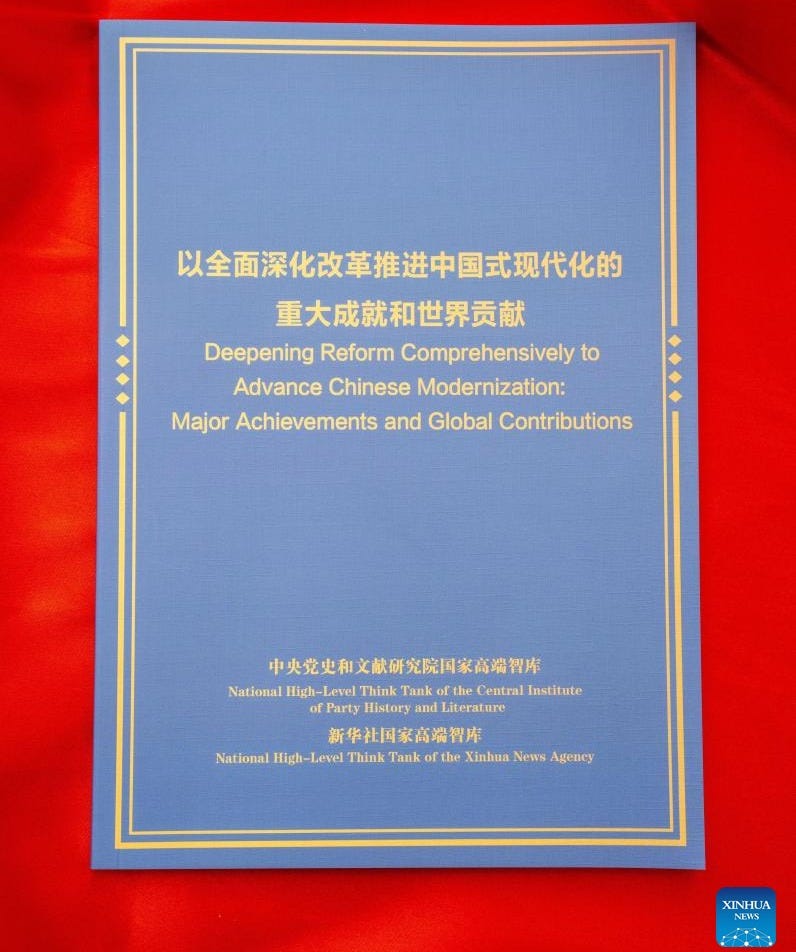 以全面深化改革推进中国式现代化的
重大成就和世界贡献
Deepening Reform Comprehensively to
Advance Chinese Modernization:
Major Achievements and Global Contributions
中央党史和文献研究院国家高端智库
National High-Level Think Tank of the Central Institute
of Party History and Literature
新华社国家高端智库
National High-Level Think Tank of the Xinhua News Agency
XINHUA
NEWS